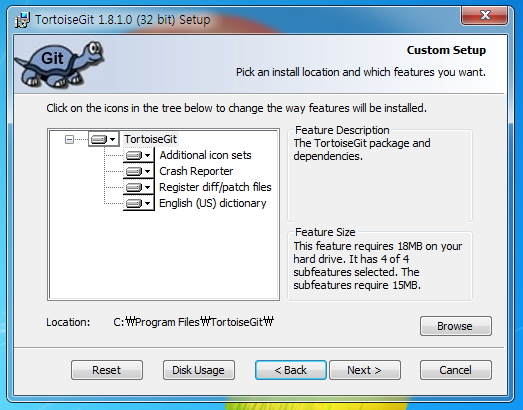 TortoiseGit 1.8.1.0 (32 bit) Setup
Git
Custom Setup
Pick an install location and which features you want.
Click on the icons in the tree below to change the way features will be installed.
TortoiseGit
Additional icon sets
Crash Reporter
Register diff/patch files
English (US) dictionary
Feature Description
The TortoiseGit package and
dependencies.
Feature Size
This feature requires 18MB on your
hard drive. It has 4 of 4
subfeatures selected. The
subfeatures require 15MB.
Location: C:₩Program Files₩TortoiseGit₩
Browse
Reset
Disk Usage
< Back
Next >
Cancel